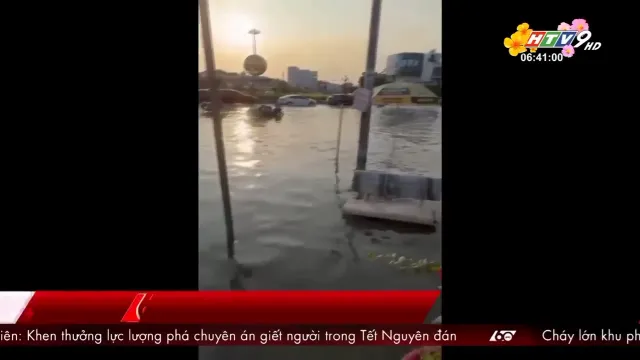 HTV9 HD
06:41:00
iên: Khen thưởng lực lượng phá chuyên án giết người trong Tết Nguyên đán
Cháy lớn khu ph